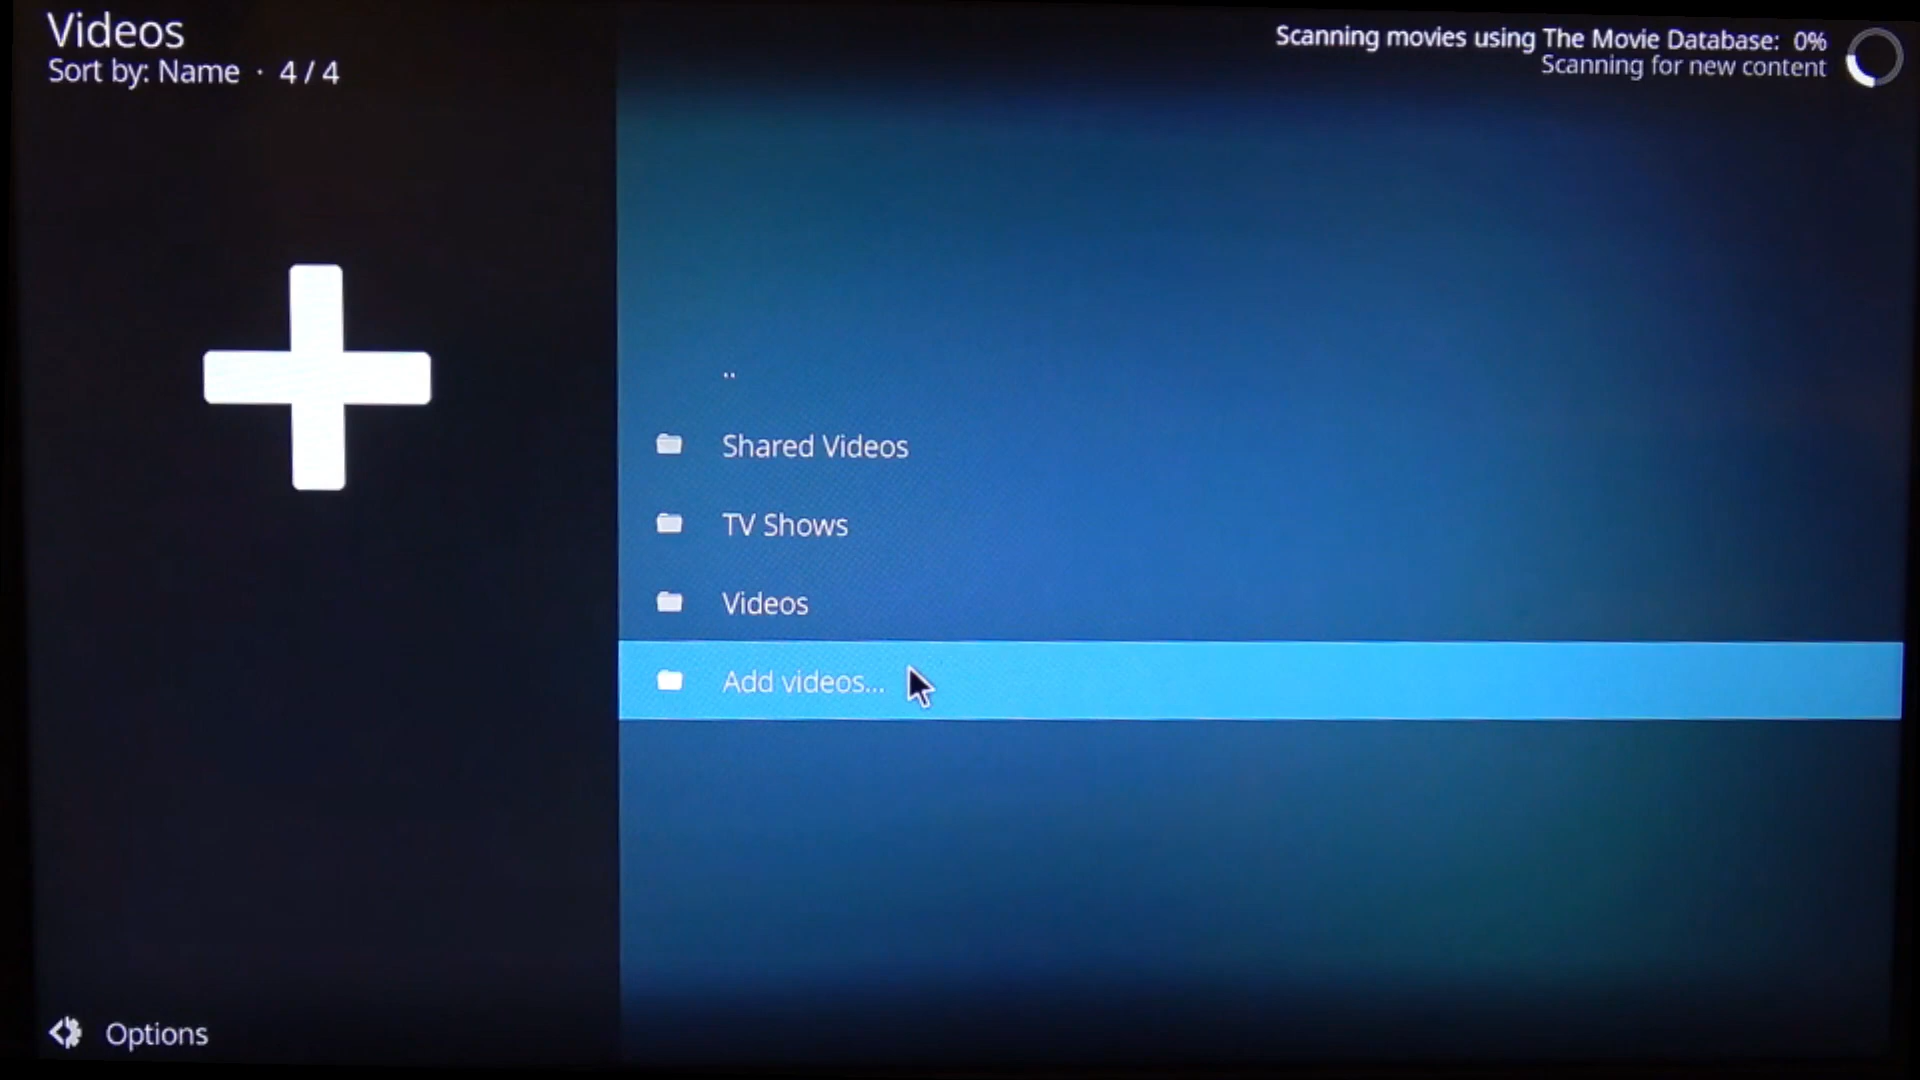 Videos
Sort by: Name · 4 / 4
Scanning movies using The Movie Database: 0%
Scanning for new content
..
Shared Videos
TV Shows
Videos
Add videos...
Options